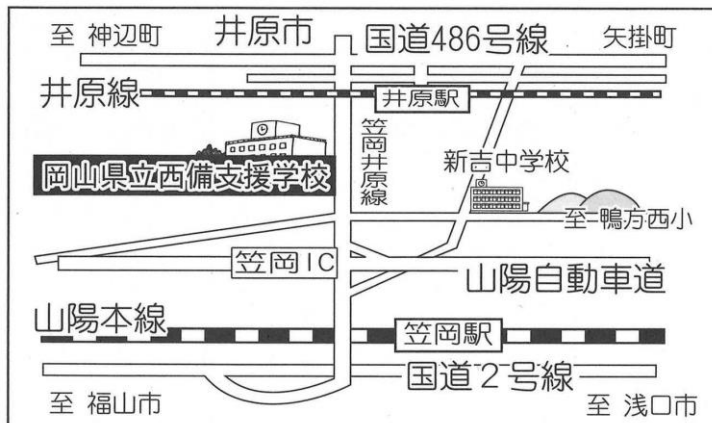 至 神辺町
井原市
国道486号線
矢掛町
井原線
井原駅
笠岡井原線
岡山県立西備支援学校
新吉中学校
至 鴨方西小
笠岡IC
山陽自動車道
山陽本線
笠岡駅
国道2号線
至 福山市
至 浅口市